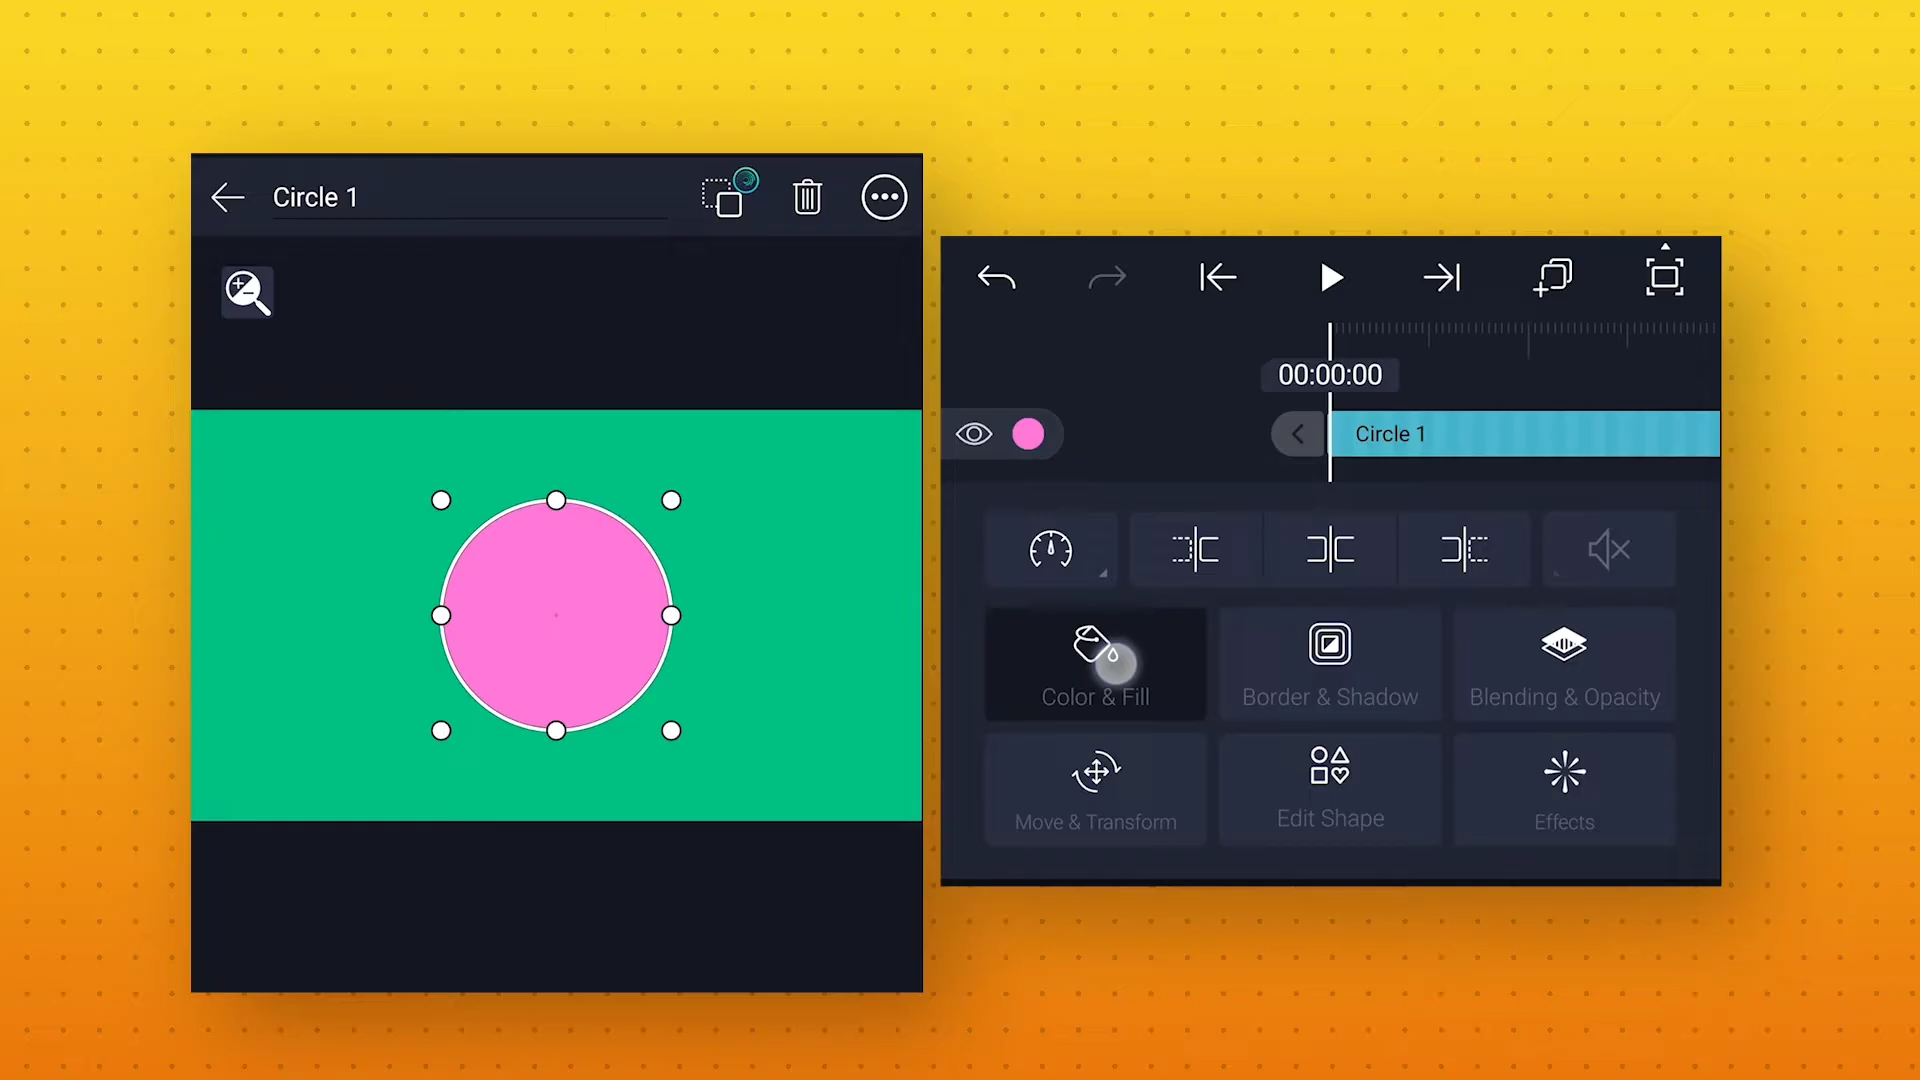 Circle 1
00:00:00
Circle 1
Color & Fill
Border & Shadow
Blending & Opacity
Move & Transform
Edit Shape
Effects